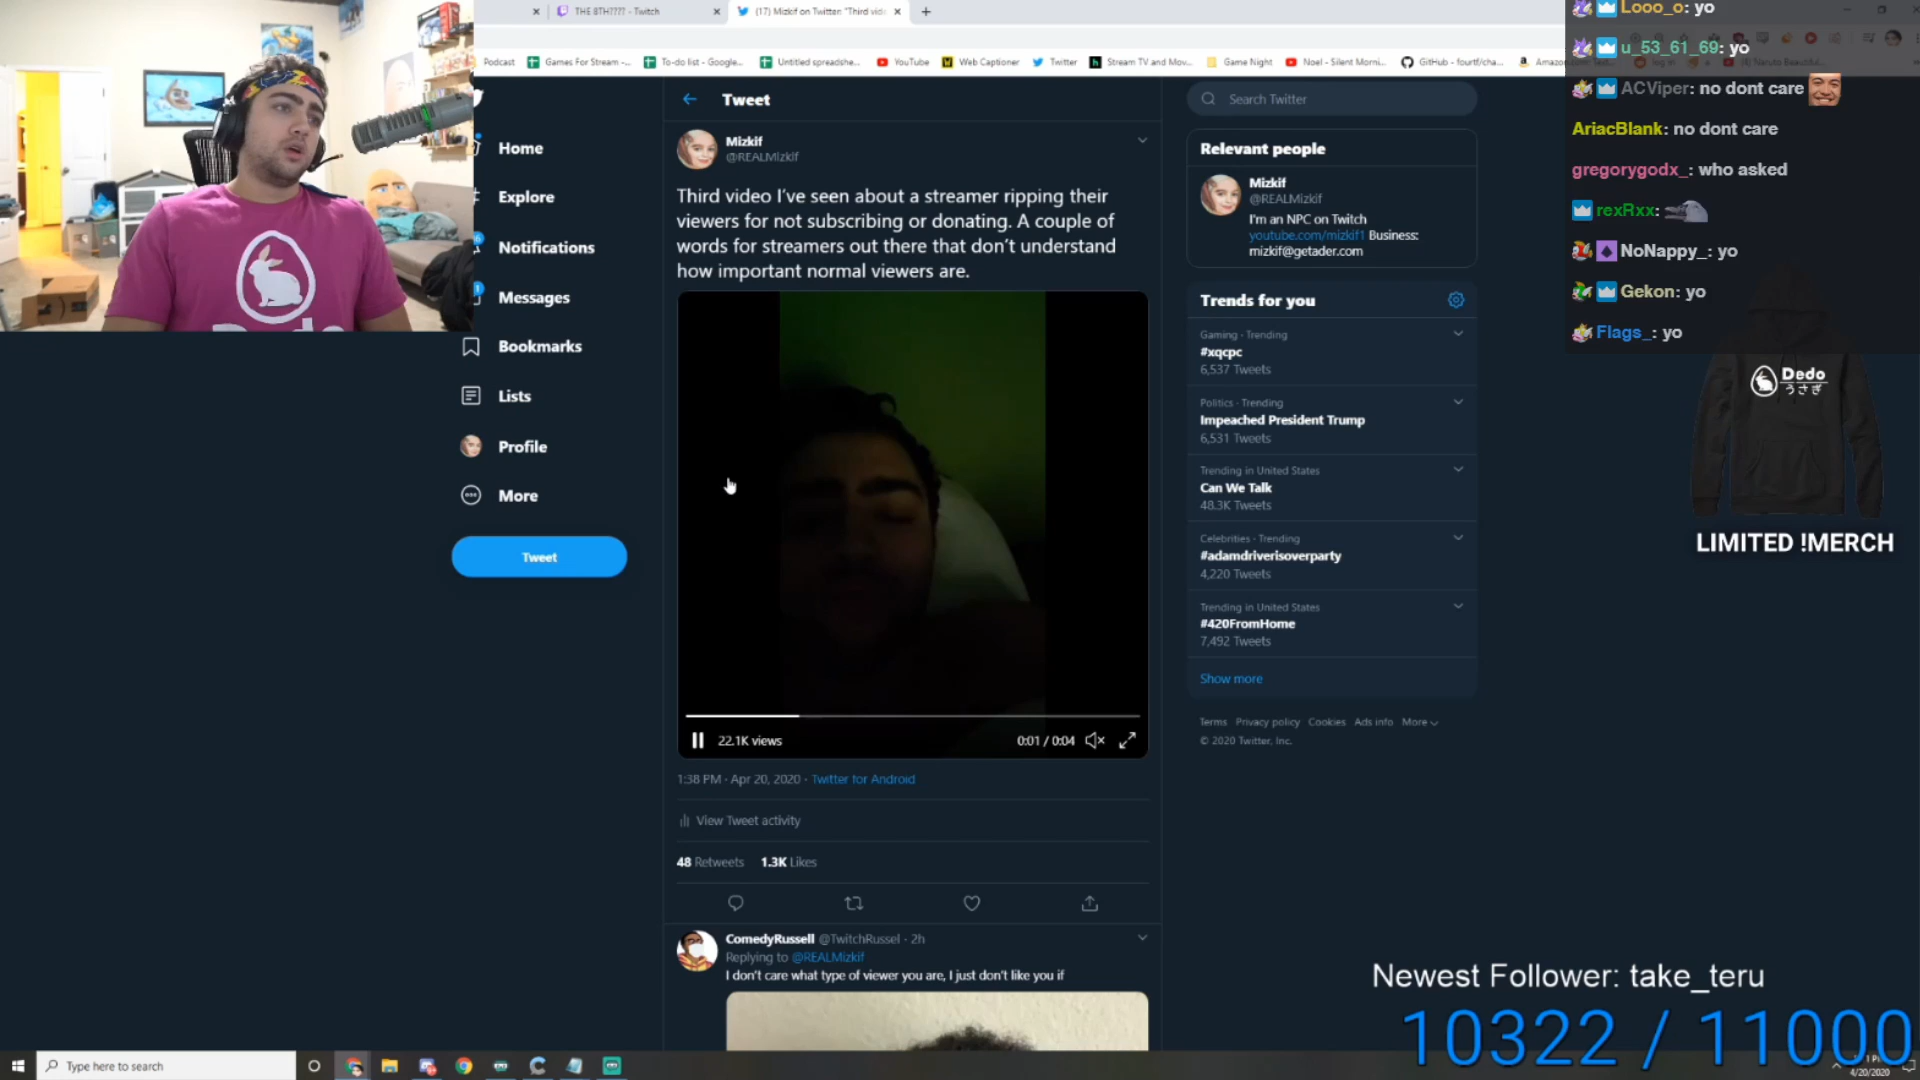 THE 8TH???? - Twitch
(17) Mizkif on Twitter: "Third vide
Podcast
Games For Stream -...
To-do list - Google...
Untitled spreadshe...
YouTube
Web Captioner
Twitter
Stream TV and Mov...
Game Night
Noel - Silent Morni...
GitHub - fourtf/cha...
Home
Explore
Notifications
Messages
Bookmarks
Lists
Profile
More
Tweet
Tweet
Mizkif
@REALMizkif
Third video I've seen about a streamer ripping their
viewers for not subscribing or donating. A couple of
words for streamers out there that don't understand
how important normal viewers are.
22.1K views
0:01 / 0:04
1:38 PM · Apr 20, 2020 · Twitter for Android
View Tweet activity
48 Retweets 1.3K Likes
ComedyRussell @TwitchRussel · 2h
Replying to @REALMizkif
I don't care what type of viewer you are, I just don't like you if
Search Twitter
Relevant people
Mizkif
@REALMizkif
I'm an NPC on Twitch
youtube.com/mizkif1 Business:
mizkif@getader.com
Trends for you
Gaming · Trending
#xqcpc
6,537 Tweets
Politics · Trending
Impeached President Trump
6,531 Tweets
Trending in United States
Can We Talk
48.3K Tweets
Celebrities · Trending
#adamdriverisoverparty
4,220 Tweets
Trending in United States
#420FromHome
7,492 Tweets
Show more
Terms Privacy policy Cookies Ads info More
© 2020 Twitter, Inc.
Looo_o: yo
u_53_61_69: yo
ACViper: no dont care
AriacBlank: no dont care
gregorygodx_: who asked
rexRxx:
NoNappy_: yo
Gekon: yo
Flags_: yo
Dedo
うさぎ
LIMITED !MERCH
Newest Follower: take_teru
10322 / 11000
Type here to search
4/20/2020